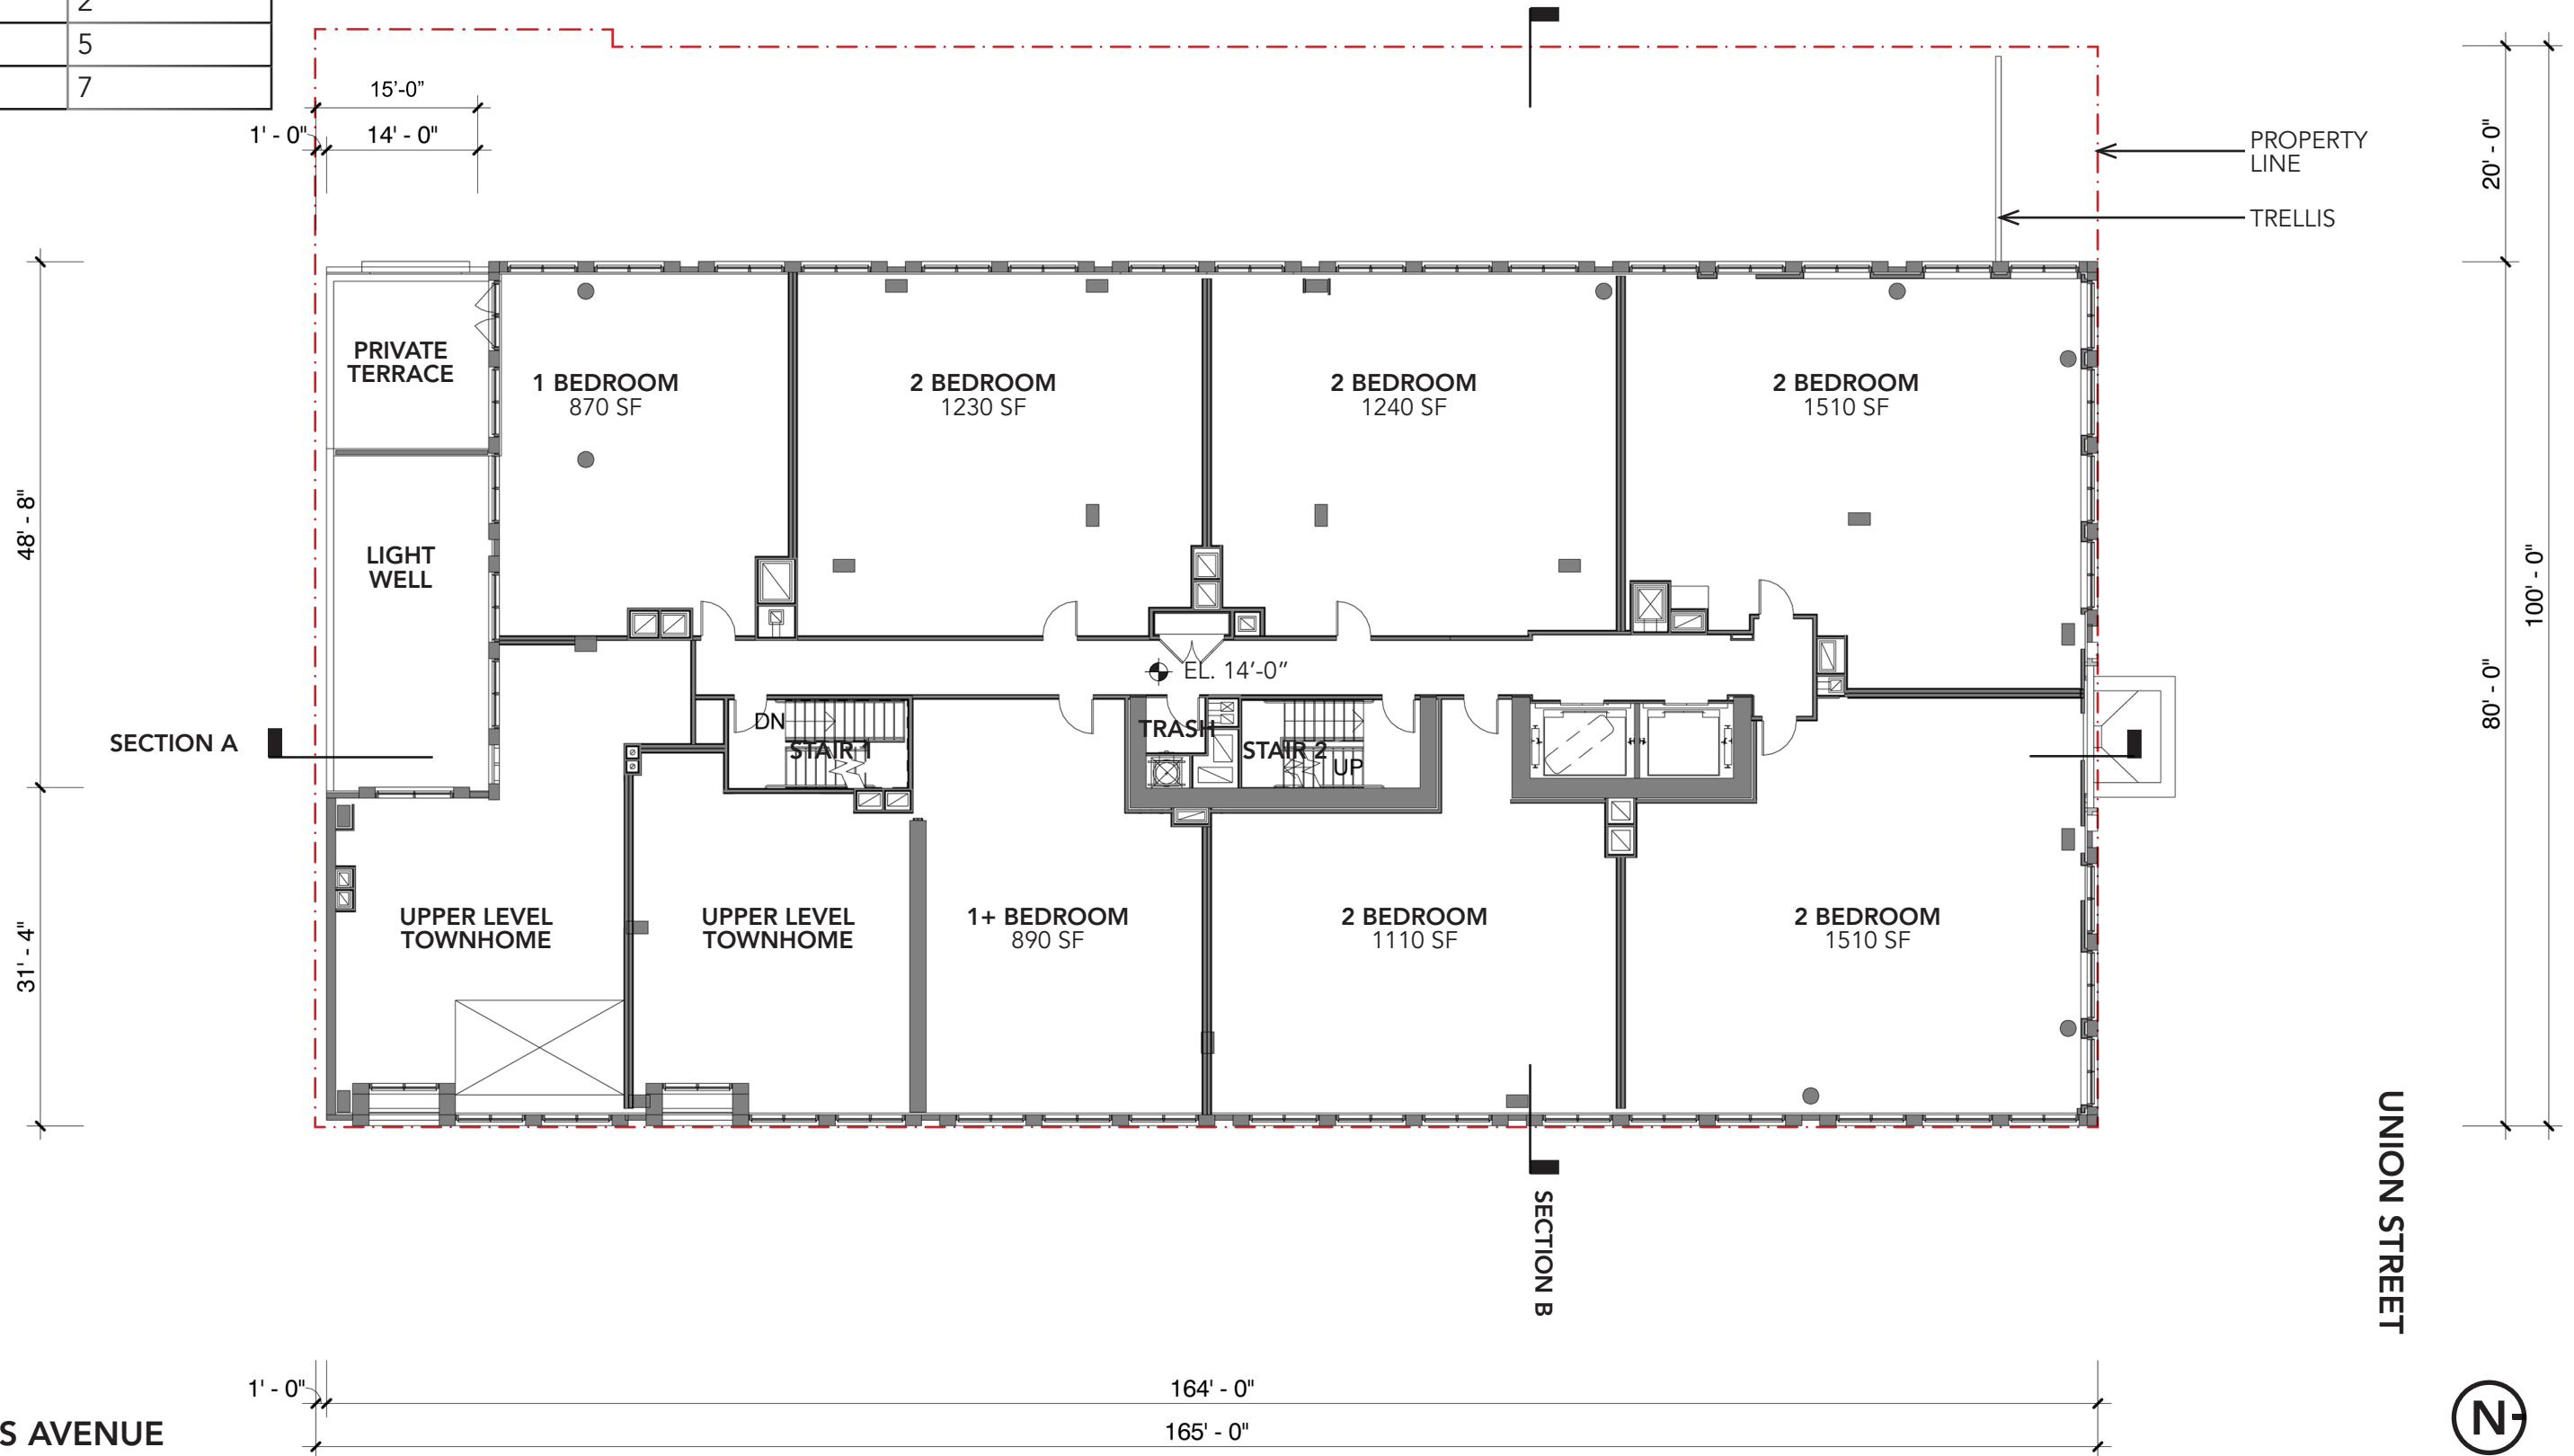 2
5
7
15’-0”
1' - 0"
14' - 0"
20' - 0"
PROPERTY
LINE
TRELLIS
PRIVATE
TERRACE
1 BEDROOM
870 SF
2 BEDROOM
1230 SF
2 BEDROOM
1240 SF
2 BEDROOM
1510 SF
48' - 8"
LIGHT
WELL
100' - 0"
EL. 14’-0”
80' - 0"
SECTION A
DN
STAIR 1
TRASH
STAIR 2
UP
UPPER LEVEL
TOWNHOME
UPPER LEVEL
TOWNHOME
1+ BEDROOM
890 SF
2 BEDROOM
1110 SF
2 BEDROOM
1510 SF
31' - 4"
SECTION B
UNION STREET
1' - 0"
164' - 0"
165' - 0"
S AVENUE
N